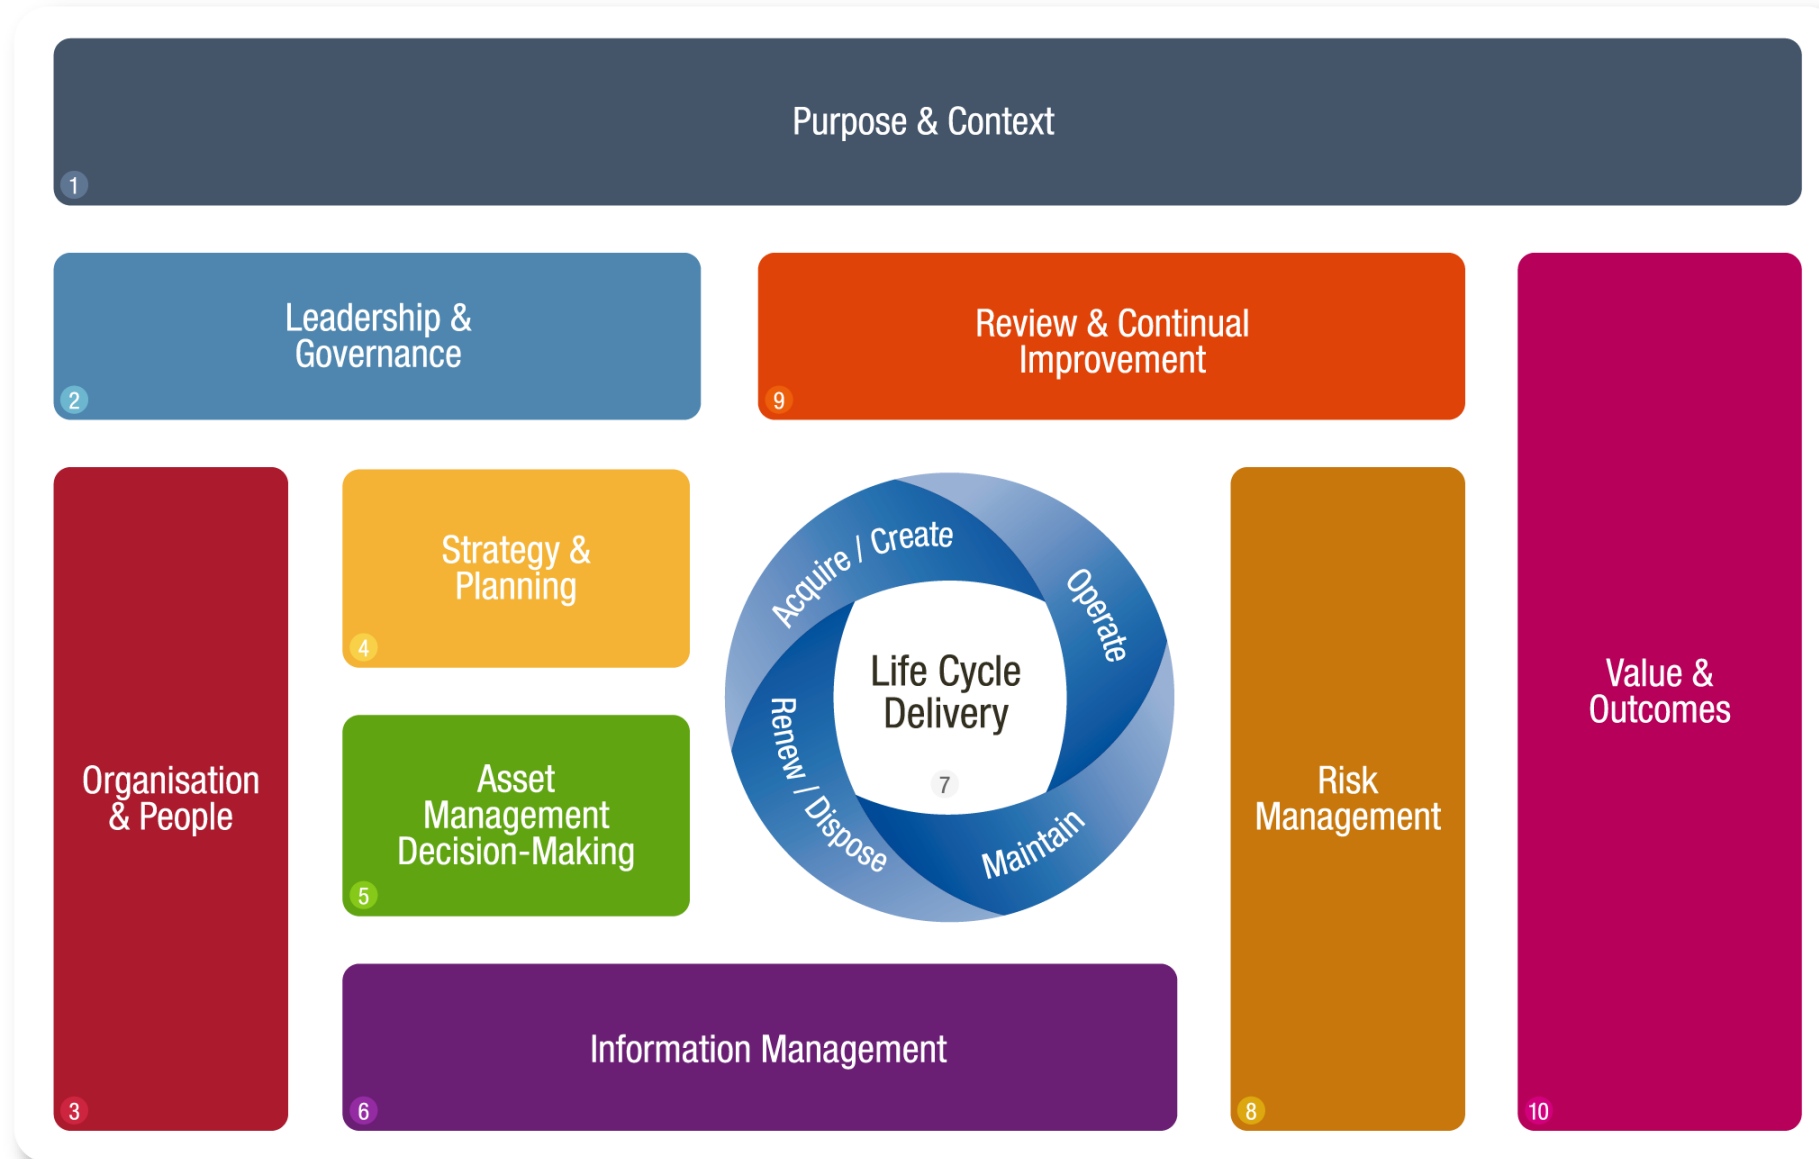 Purpose & Context
1
Leadership &
Governance
2
Review & Continual
Improvement
9
Value &
Outcomes
10
Organisation
& People
3
Strategy &
Planning
4
Asset
Management
Decision-Making
5
Acquire / Create
Operate
Maintain
Renew / Dispose
Life Cycle
Delivery
7
Risk
Management
8
Information Management
6